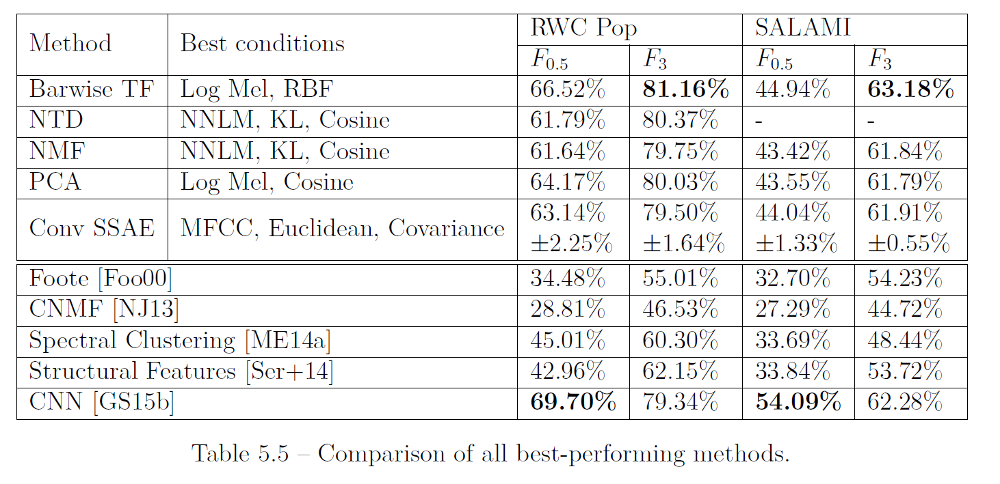 Method Best conditions RWC Pop SALAMI
F0.5 F3 F0.5 F3
Barwise TF Log Mel, RBF 66.52% 81.16% 44.94% 63.18%
NTD NNLM, KL, Cosine 61.79% 80.37% - -
NMF NNLM, KL, Cosine 61.64% 79.75% 43.42% 61.84%
PCA Log Mel, Cosine 64.17% 80.03% 43.55% 61.79%
Conv SSAE MFCC, Euclidean, Covariance 63.14% 79.50% 44.04% 61.91%
±2.25% ±1.64% ±1.33% ±0.55%
Foote [Foo00] 34.48% 55.01% 32.70% 54.23%
CNMF [NJ13] 28.81% 46.53% 27.29% 44.72%
Spectral Clustering [ME14a] 45.01% 60.30% 33.69% 48.44%
Structural Features [Ser+14] 42.96% 62.15% 33.84% 53.72%
CNN [GS15b] 69.70% 79.34% 54.09% 62.28%
Table 5.5 – Comparison of all best-performing methods.